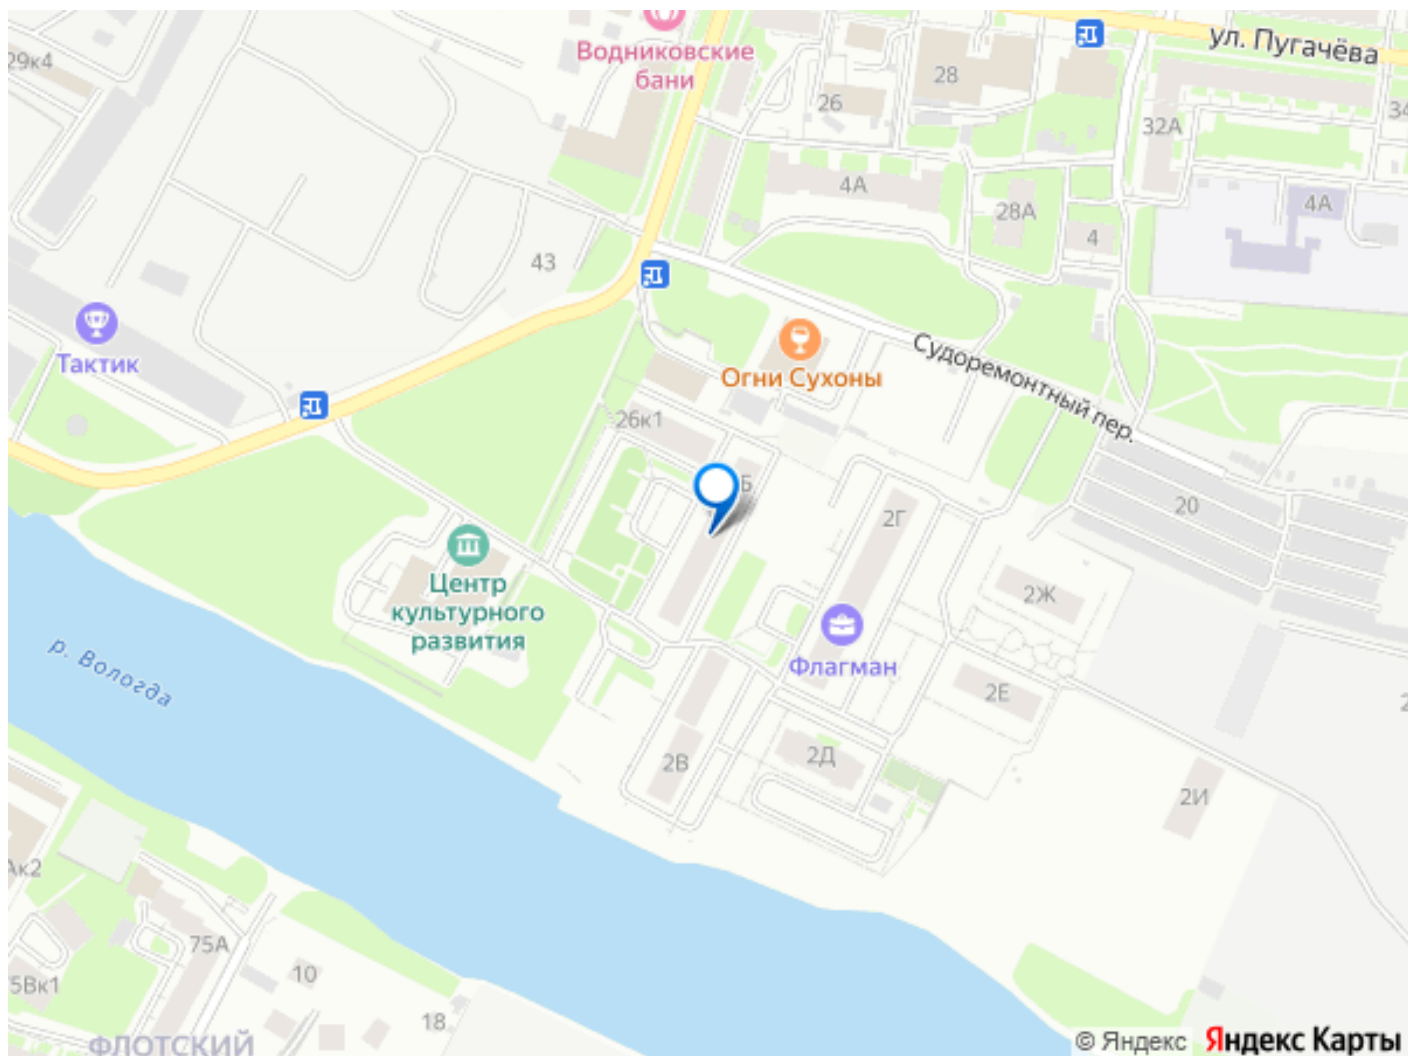 29к4
Водниковские
бани
ул. Пугачёва
28
26
32А
34
4А
28А
4
4А
43
Тактик
Огни Сухоны
Судоремонтный пер.
26к1
Б
2Г
20
Центр
культурного
развития
2Ж
Флагман
2Е
р. Вологда
2В
2Д
2И
Ак2
75А
10
5Вк1
18
ФЛОТСКИЙ
© Яндекс Яндекс Карты